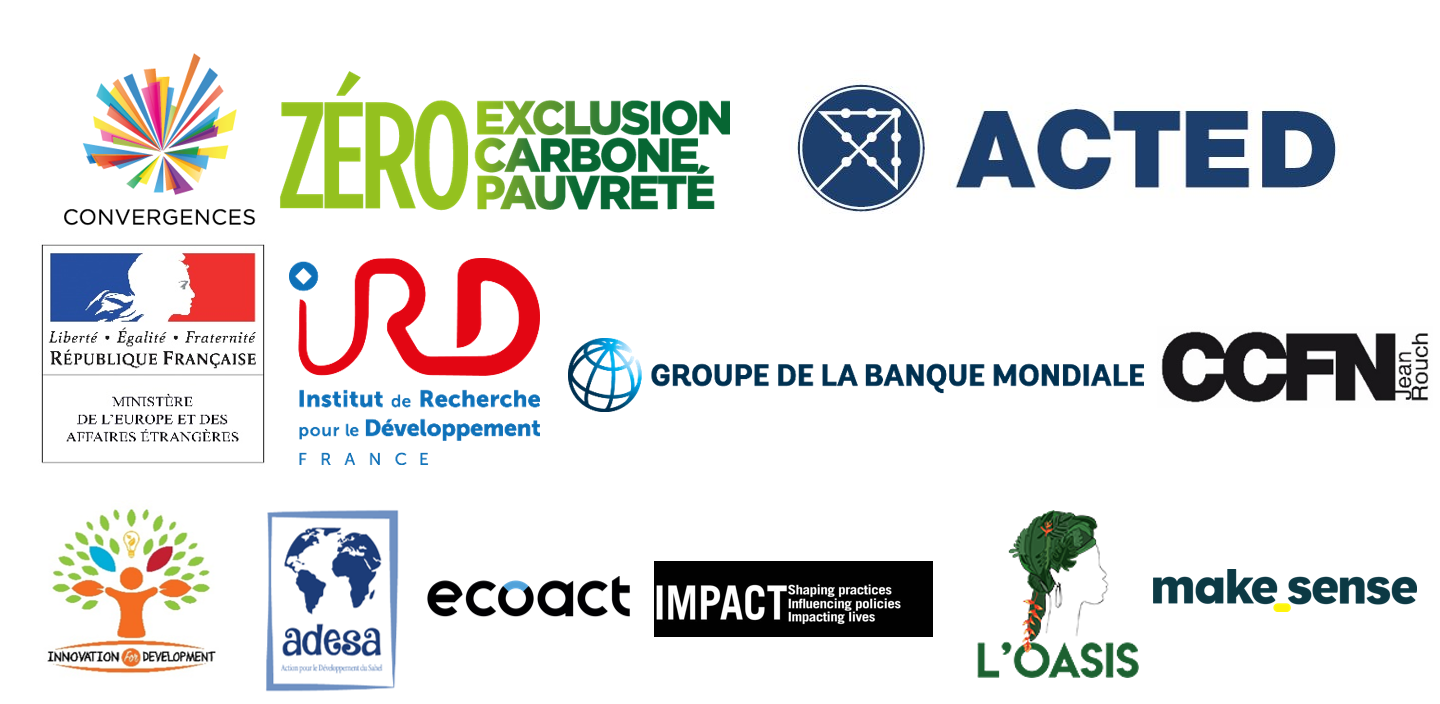 CONVERGENCES
ZÉRO
EXCLUSION
CARBONE,
PAUVRETÉ
ACTED
Liberté • Égalité • Fraternité
RÉPUBLIQUE FRANÇAISE
MINISTÈRE
DE L'EUROPE ET DES
AFFAIRES ÉTRANGÈRES
iRD
Institut de Recherche
pour le Développement
FRANCE
GROUPE DE LA BANQUE MONDIALE
CCFN
Jean
Rouch
INNOVATION for DEVELOPMENT
adesa
Action pour le Développement du Sahel
ecoact
IMPACT
Shaping practices
Influencing policies
Impacting lives
L'OASIS
make_sense